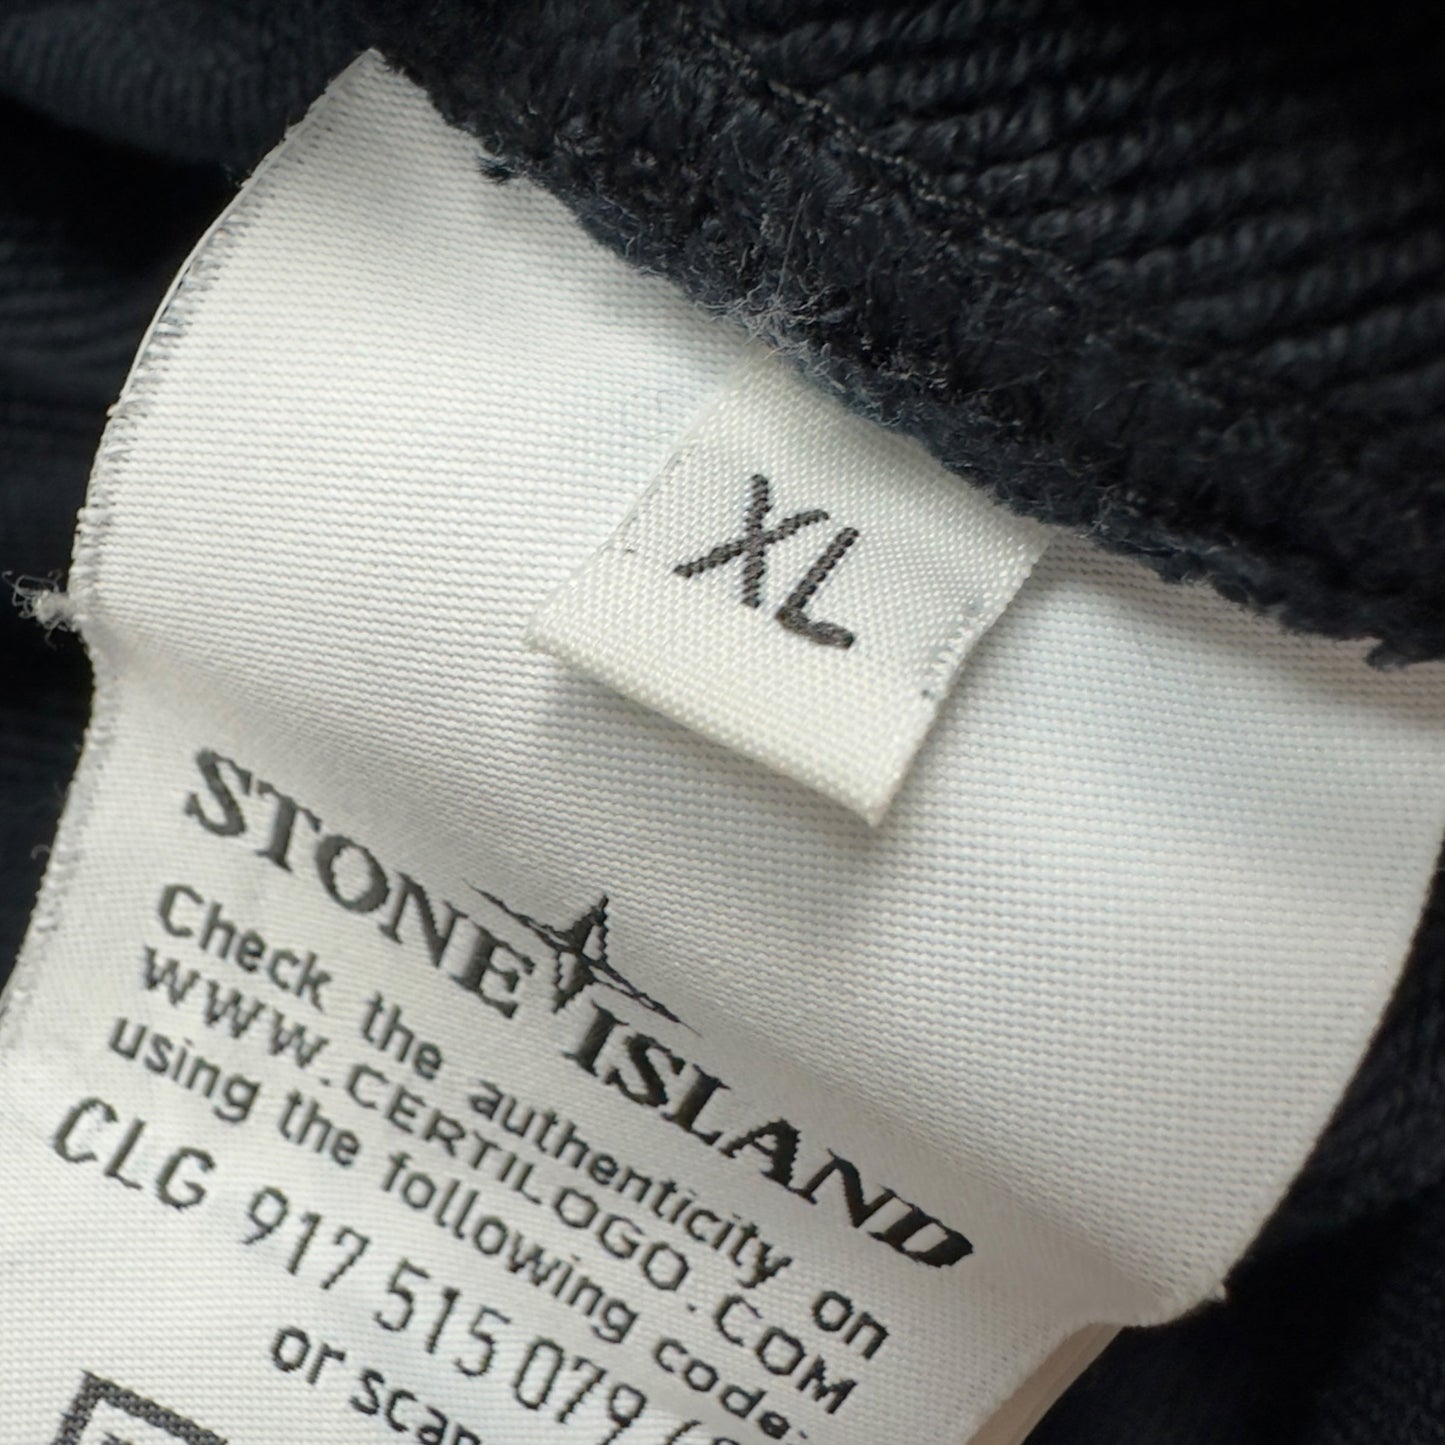 XL
STONE ISLAND
Check the authenticity on
WWW.CERTILOGO.COM
using the following code:
CLG 917 515 079
or scan